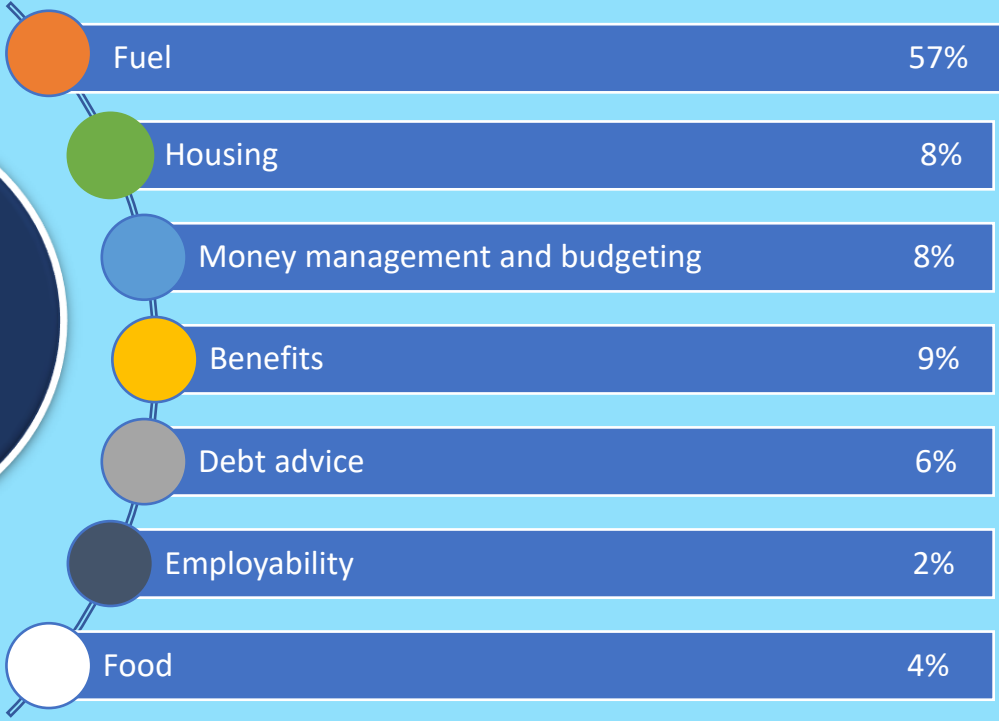 Fuel 57%
Housing 8%
Money management and budgeting 8%
Benefits 9%
Debt advice 6%
Employability 2%
Food 4%